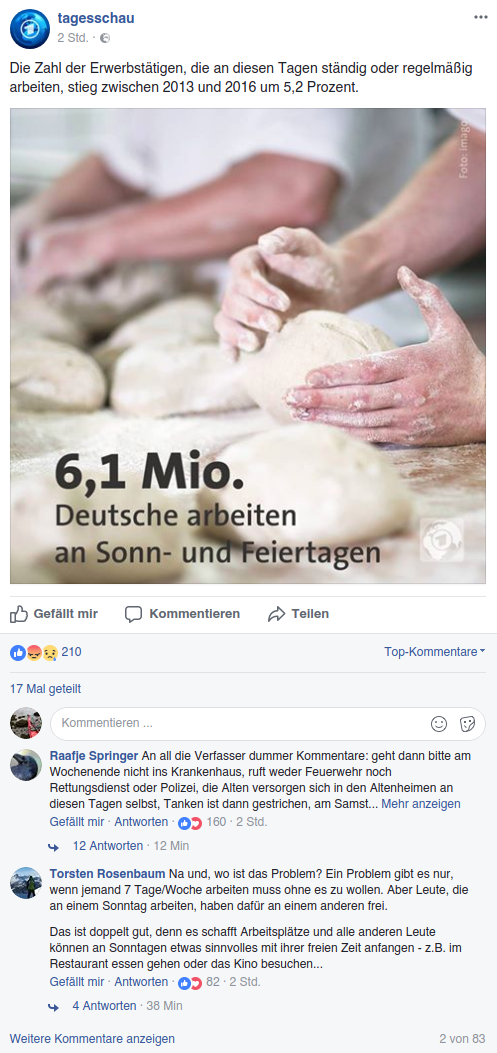 tagesschau
2 Std. ·
Die Zahl der Erwerbstätigen, die an diesen Tagen ständig oder regelmäßig
arbeiten, stieg zwischen 2013 und 2016 um 5,2 Prozent.
Foto: imago
6,1 Mio.
Deutsche arbeiten
an Sonn- und Feiertagen
Gefällt mir Kommentieren Teilen
210 Top-Kommentare
17 Mal geteilt
Kommentieren ...
Raafje Springer An all die Verfasser dummer Kommentare: geht dann bitte am
Wochenende nicht ins Krankenhaus, ruft weder Feuerwehr noch
Rettungsdienst oder Polizei, die Alten versorgen sich in den Altenheimen an
diesen Tagen selbst, Tanken ist dann gestrichen, am Samst... Mehr anzeigen
Gefällt mir · Antworten · 160 · 2 Std.
12 Antworten · 12 Min
Torsten Rosenbaum Na und, wo ist das Problem? Ein Problem gibt es nur,
wenn jemand 7 Tage/Woche arbeiten muss ohne es zu wollen. Aber Leute, die
an einem Sonntag arbeiten, haben dafür an einem anderen frei.
Das ist doppelt gut, denn es schafft Arbeitsplätze und alle anderen Leute
können an Sonntagen etwas sinnvolles mit ihrer freien Zeit anfangen - z.B. im
Restaurant essen gehen oder das Kino besuchen...
Gefällt mir · Antworten · 82 · 2 Std.
4 Antworten · 38 Min
Weitere Kommentare anzeigen 2 von 83